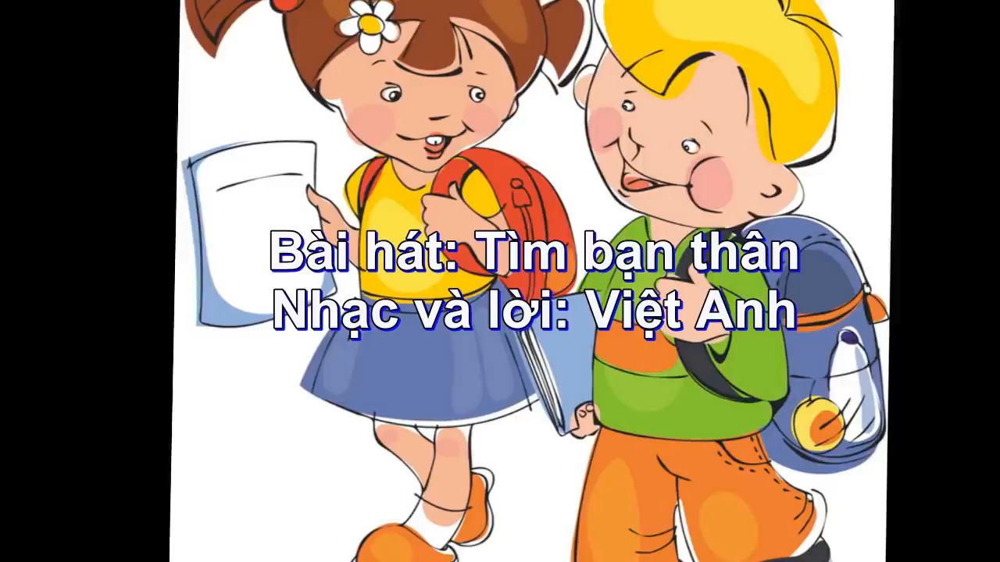 Bài hát: Tìm bạn thân
Nhạc và lời: Việt Anh